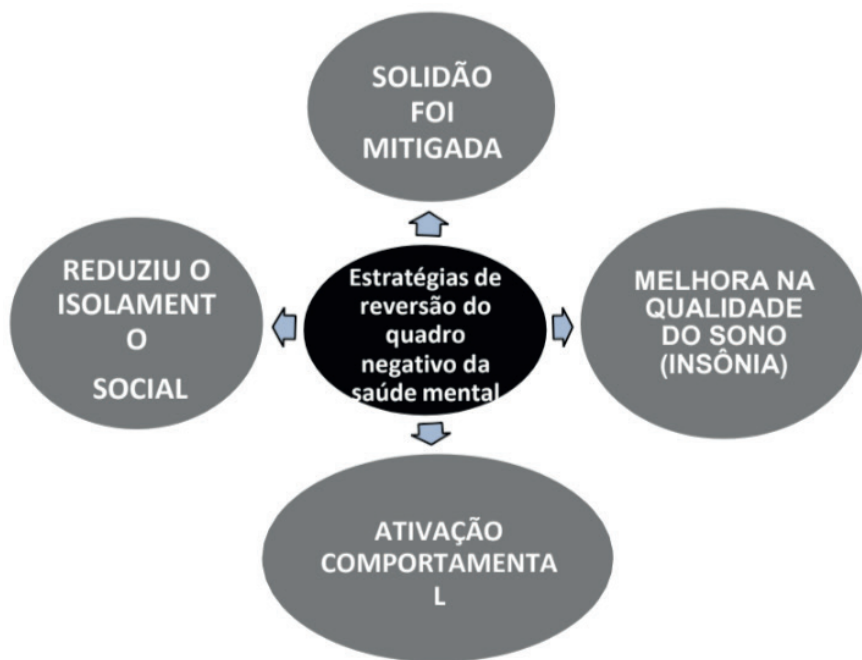 SOLIDÃO
FOI
MITIGADA
REDUZIU O
ISOLAMENT
O
SOCIAL
Estratégias de
reversão do
quadro
negativo da
saúde mental
MELHORA NA
QUALIDADE
DO SONO
(INSÔNIA)
ATIVAÇÃO
COMPORTAMENTA
L